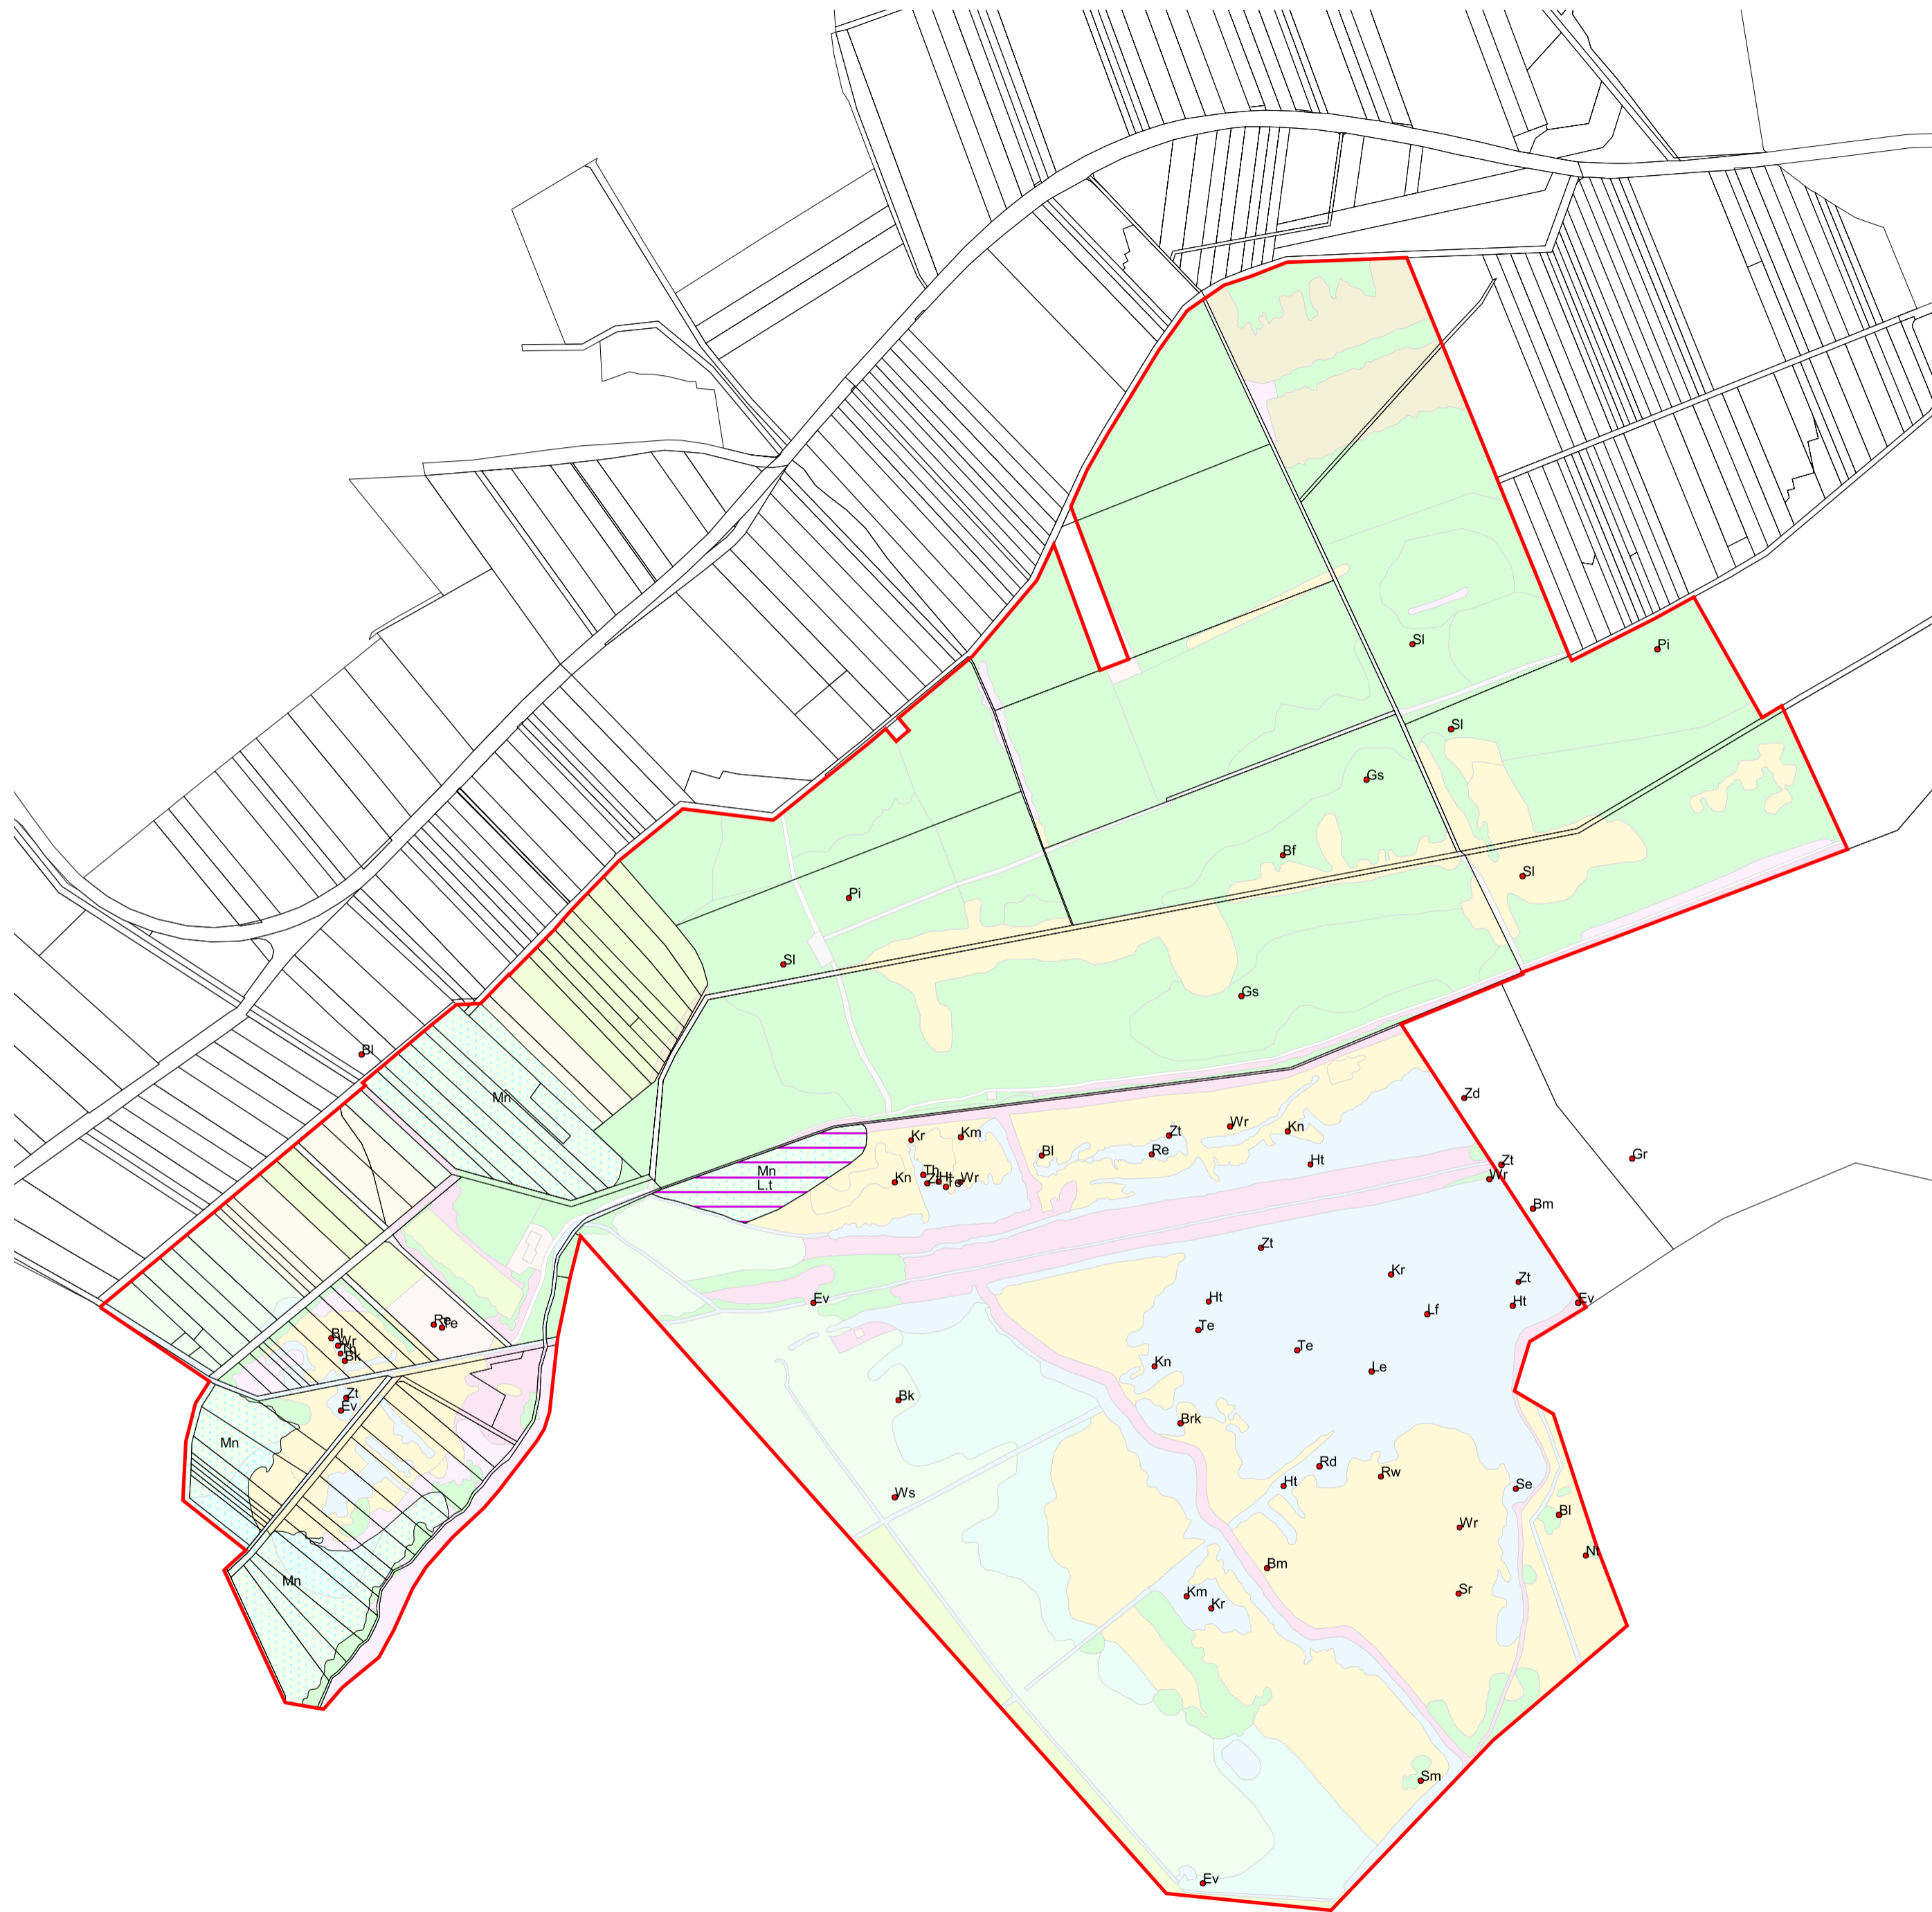 Sl
Pi
Sl
Gs
Bf
Sl
Pi
Sl
Gs
Bl
Mn
Zd
Kr
Km
Zt
Wr
Kn
Bl
Re
Ht
Zt
Gr
Mn
L.t
Kn
Th
Ht
Wr
Wr
Bm
Zt
Kr
Zt
Ev
Ht
Ht
Ev
Lf
Te
Bl
Wr
Bk
Te
Kn
Le
Zt
Ev
Bk
Brk
Mn
Rd
Rw
Ht
Se
Ws
Bl
Wr
Nt
Bm
Mn
Km
Kr
Sr
Sm
Ev